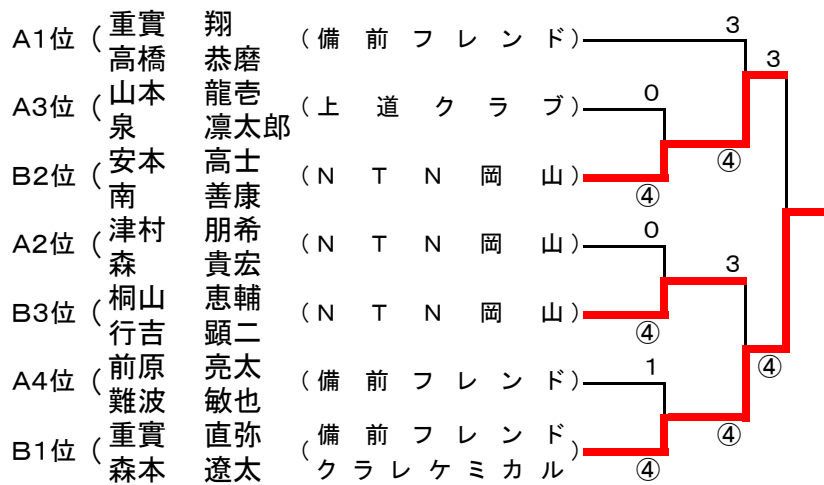 重實 翔 3
A1位 ( (備前フレンド)
高橋 恭磨 3
山本 龍壱 0
A3位 ( (上道クラブ)
泉 凛太郎
安本 高士 ④
B2位 ( (NTN岡山)
南 善康 ④
津村 朋希 0
A2位 ( (NTN岡山)
森 貴宏 3
桐山 恵輔
B3位 ( (NTN岡山)
行吉 顕二 ④
前原 亮太 1 ④
A4位 ( (備前フレンド)
難波 敏也
重實 直弥 (備前フレンド ④
B1位 (
森本 遼太 クラレケミカル) ④